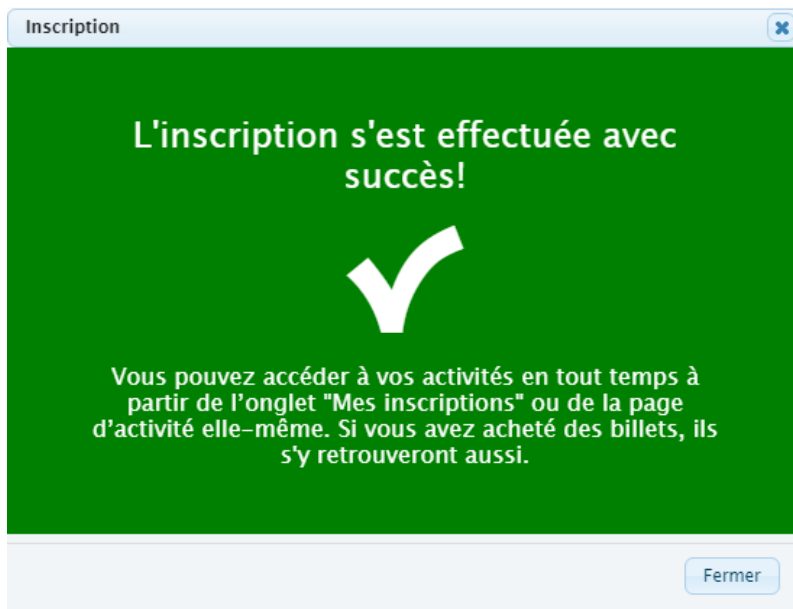 Inscription
L'inscription s'est effectuée avec
succès!
Vous pouvez accéder à vos activités en tout temps à
partir de l’onglet "Mes inscriptions" ou de la page
d’activité elle-même. Si vous avez acheté des billets, ils
s'y retrouveront aussi.
Fermer